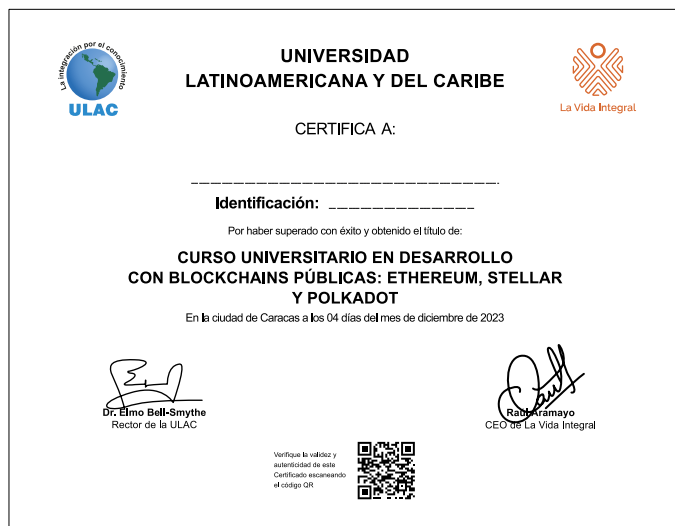 La integración por el conocimiento
ULAC
UNIVERSIDAD
LATINOAMERICANA Y DEL CARIBE
La Vida Integral
CERTIFICA A:
Identificación:
Por haber superado con éxito y obtenido el título de:
CURSO UNIVERSITARIO EN DESARROLLO
CON BLOCKCHAINS PÚBLICAS: ETHEREUM, STELLAR
Y POLKADOT
En la ciudad de Caracas a los 04 días del mes de diciembre de 2023
Dr. Elmo Bell-Smythe
Rector de la ULAC
Raúl Aramayo
CEO de La Vida Integral
Verifique la validez y
autenticidad de este
Certificado escaneando
el código QR